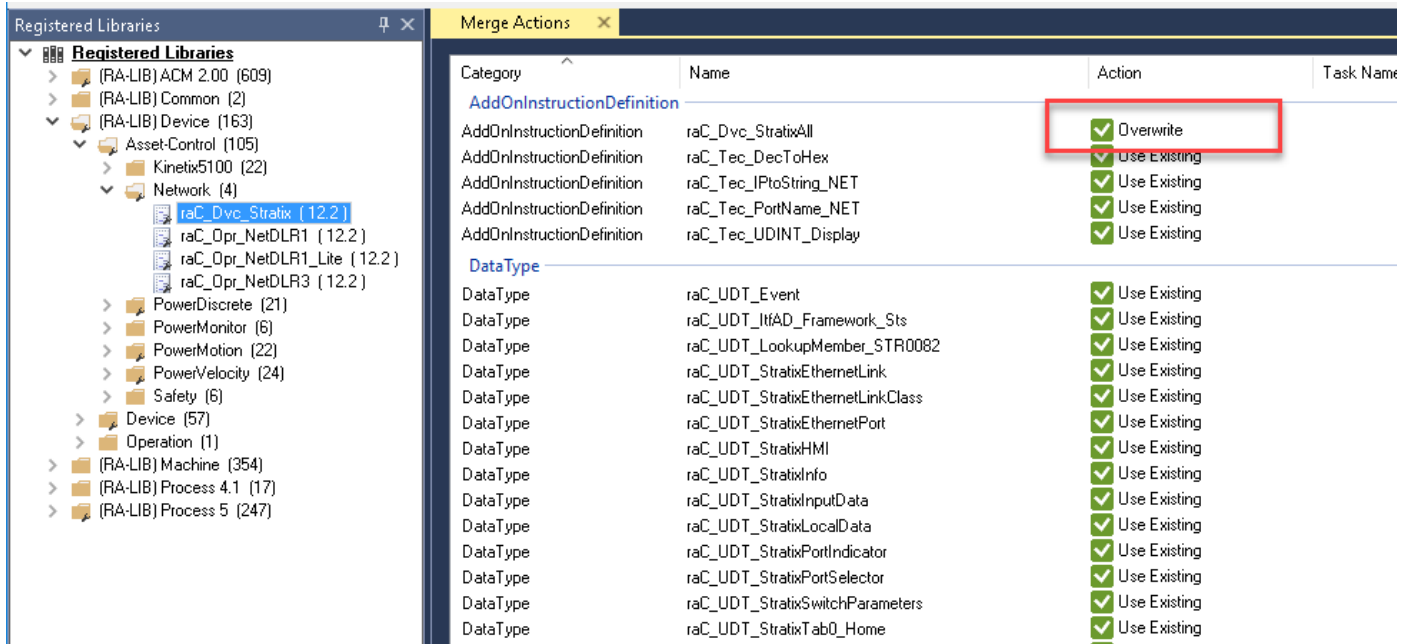 Registered Libraries
Registered Libraries
(RA-LIB) ACM 2.00 (609)
(RA-LIB) Common (2)
(RA-LIB) Device (163)
Asset-Control (105)
Kinetix5100 (22)
Network (4)
raC_Dvc_Stratix (12.2)
raC_Opr_NetDLR1 (12.2)
raC_Opr_NetDLR1_Lite (12.2)
raC_Opr_NetDLR3 (12.2)
PowerDiscrete (21)
PowerMonitor (6)
PowerMotion (22)
PowerVelocity (24)
Safety (6)
Device (57)
Operation (1)
(RA-LIB) Machine (354)
(RA-LIB) Process 4.1 (17)
(RA-LIB) Process 5 (247)
Merge Actions
Category Name Action Task Name
AddOnInstructionDefinition
AddOnInstructionDefinition raC_Dvc_StratixAll Overwrite
AddOnInstructionDefinition raC_Tec_DecToHex Use Existing
AddOnInstructionDefinition raC_Tec_IPtoString_NET Use Existing
AddOnInstructionDefinition raC_Tec_PortName_NET Use Existing
AddOnInstructionDefinition raC_Tec_UDINT_Display Use Existing
DataType
DataType raC_UDT_Event Use Existing
DataType raC_UDT_ItfAD_Framework_Sts Use Existing
DataType raC_UDT_LookupMember_STR0082 Use Existing
DataType raC_UDT_StratixEthernetLink Use Existing
DataType raC_UDT_StratixEthernetLinkClass Use Existing
DataType raC_UDT_StratixEthernetPort Use Existing
DataType raC_UDT_StratixHMI Use Existing
DataType raC_UDT_StratixInfo Use Existing
DataType raC_UDT_StratixInputData Use Existing
DataType raC_UDT_StratixLocalData Use Existing
DataType raC_UDT_StratixPortIndicator Use Existing
DataType raC_UDT_StratixPortSelector Use Existing
DataType raC_UDT_StratixSwitchParameters Use Existing
DataType raC_UDT_StratixTab0_Home Use Existing